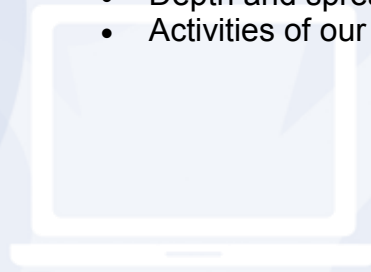 • Depth and
• Activities of our